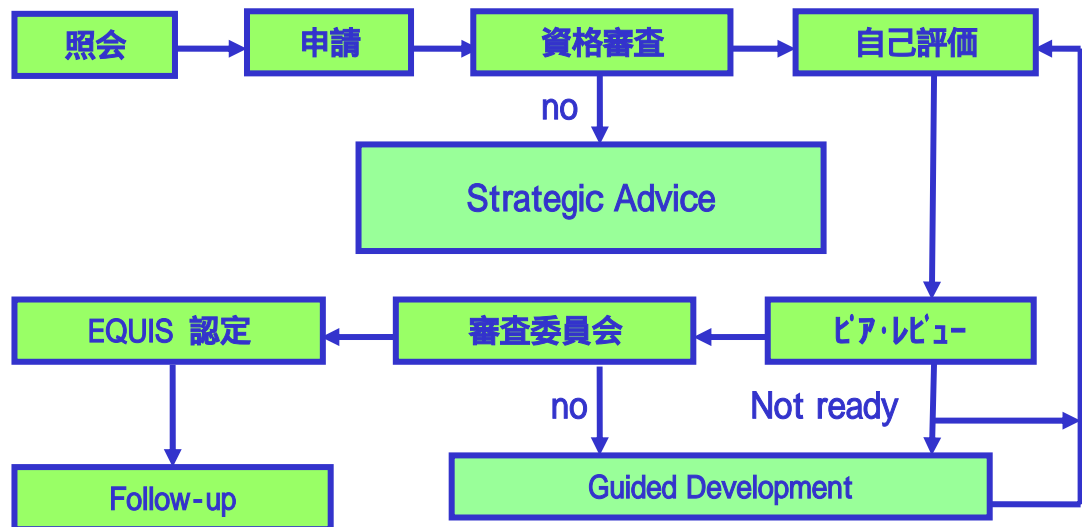 照会
申請
資格審査
自己評価
no
Strategic Advice
EQUIS 認定
審査委員会
ﾋﾟｱ･ﾚﾋﾞｭｰ
no
Not ready
Guided Development
Follow-up